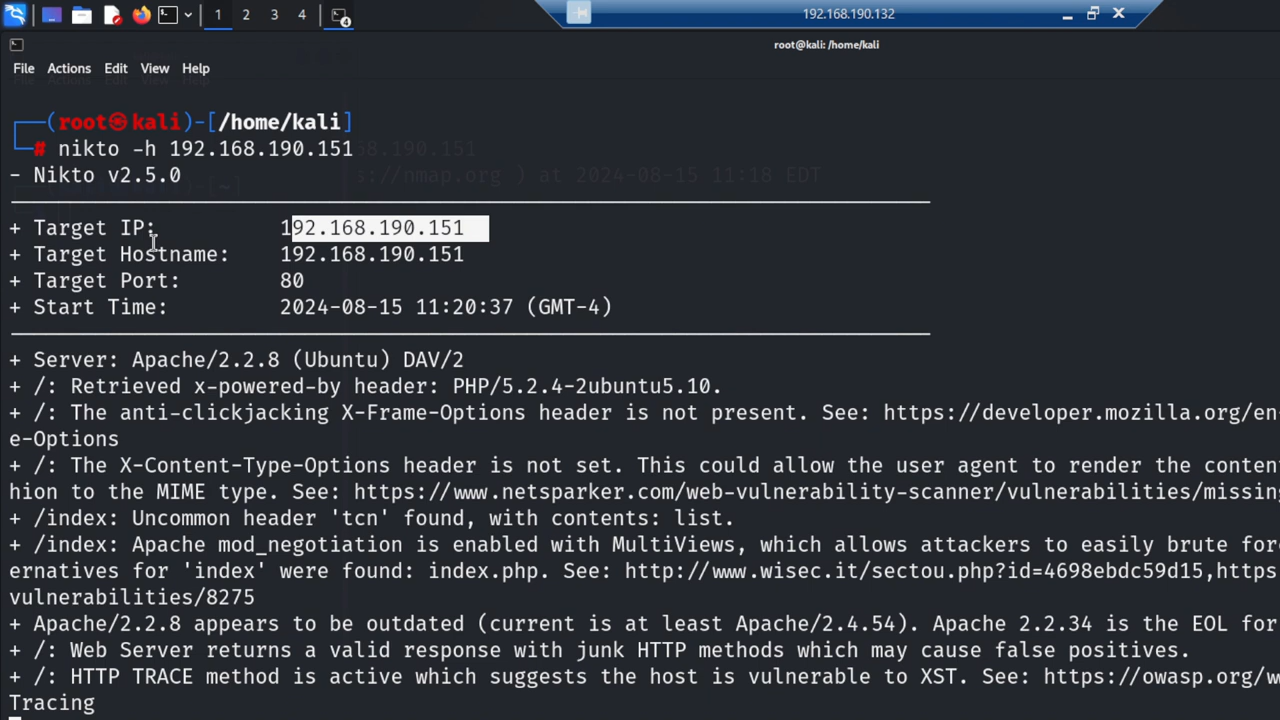 1 2 3 4 4 192.168.190.132
root@kali: /home/kali
File Actions Edit View Help
(root㉿kali)-[/home/kali]
# nikto -h 192.168.190.151
- Nikto v2.5.0
s://nmap.org ) at 2024-08-15 11:18 EDT
+ Target IP: 192.168.190.151
+ Target Hostname: 192.168.190.151
+ Target Port: 80
+ Start Time: 2024-08-15 11:20:37 (GMT-4)
+ Server: Apache/2.2.8 (Ubuntu) DAV/2
+ /: Retrieved x-powered-by header: PHP/5.2.4-2ubuntu5.10.
+ /: The anti-clickjacking X-Frame-Options header is not present. See: https://developer.mozilla.org/en-
e-Options
+ /: The X-Content-Type-Options header is not set. This could allow the user agent to render the conten
hion to the MIME type. See: https://www.netsparker.com/web-vulnerability-scanner/vulnerabilities/missing
+ /index: Uncommon header 'tcn' found, with contents: list.
+ /index: Apache mod_negotiation is enabled with MultiViews, which allows attackers to easily brute for
ernatives for 'index' were found: index.php. See: http://www.wisec.it/sectou.php?id=4698ebdc59d15,https
vulnerabilities/8275
+ Apache/2.2.8 appears to be outdated (current is at least Apache/2.4.54). Apache 2.2.34 is the EOL for
+ /: Web Server returns a valid response with junk HTTP methods which may cause false positives.
+ /: HTTP TRACE method is active which suggests the host is vulnerable to XST. See: https://owasp.org/w
Tracing